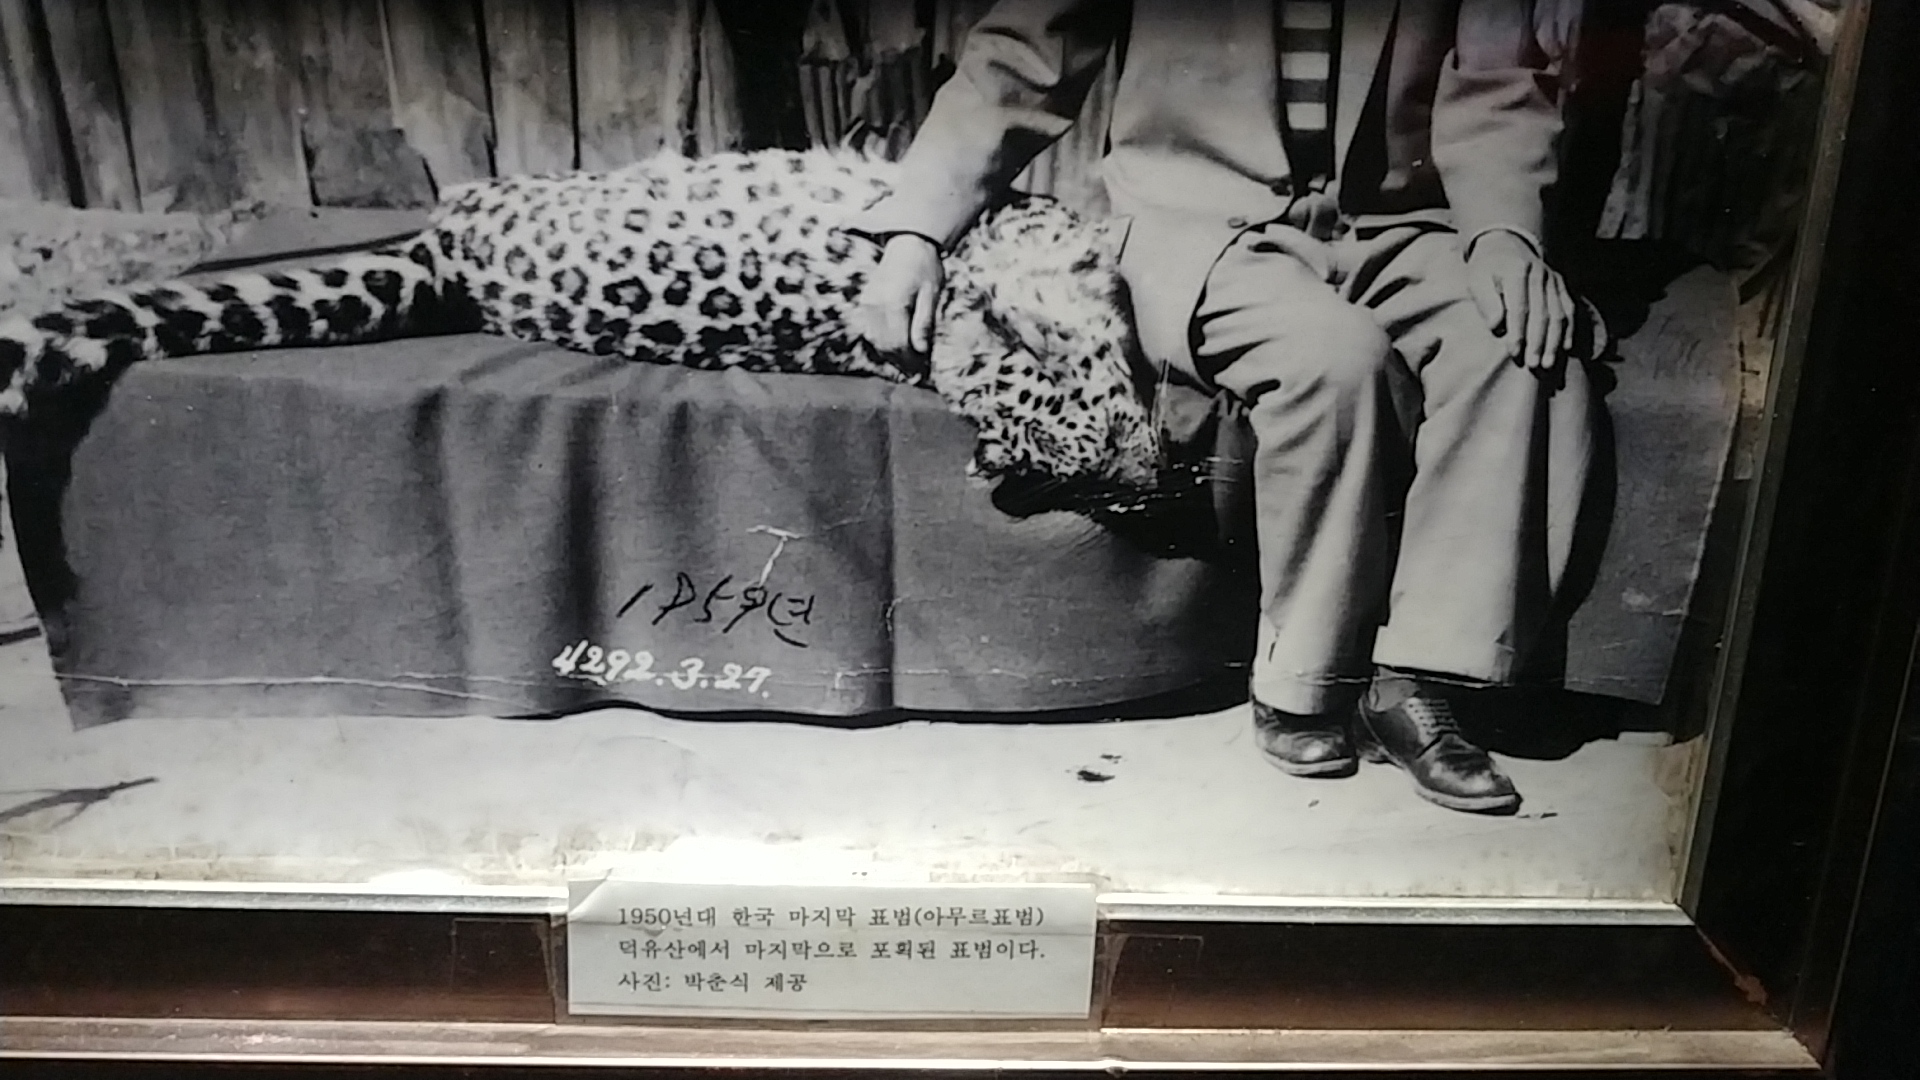 1959년
4292.3.27.
1950년대 한국 마지막 표범(아무르표범)
덕유산에서 마지막으로 포획된 표범이다.
사진: 박춘식 제공